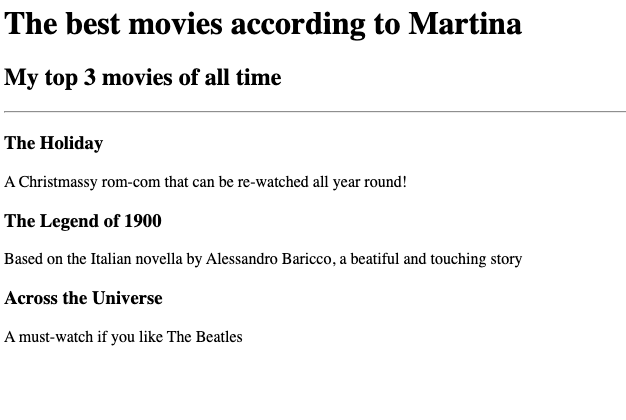 The best movies according to Martina
My top 3 movies of all time
The Holiday
A Christmassy rom-com that can be re-watched all year round!
The Legend of 1900
Based on the Italian novella by Alessandro Baricco, a beatiful and touching story
Across the Universe
A must-watch if you like The Beatles